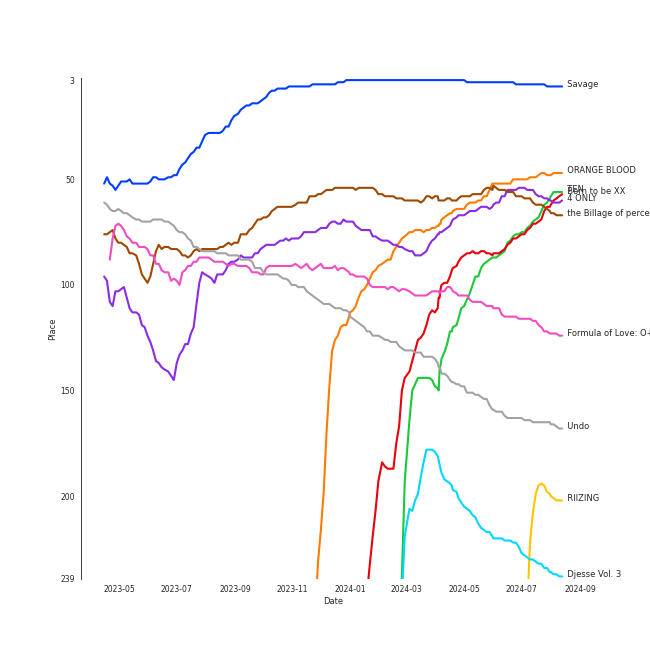 3
50
100
150
200
239
Place
2023-05
2023-07
2023-09
2023-11
2024-01
2024-03
2024-05
2024-07
2024-09
Date
Savage
ORANGE BLOOD
TEN
Born to be XX
4 ONLY
the Billage of perce
Formula of Love: O+
Undo
RIIZING
Djesse Vol. 3